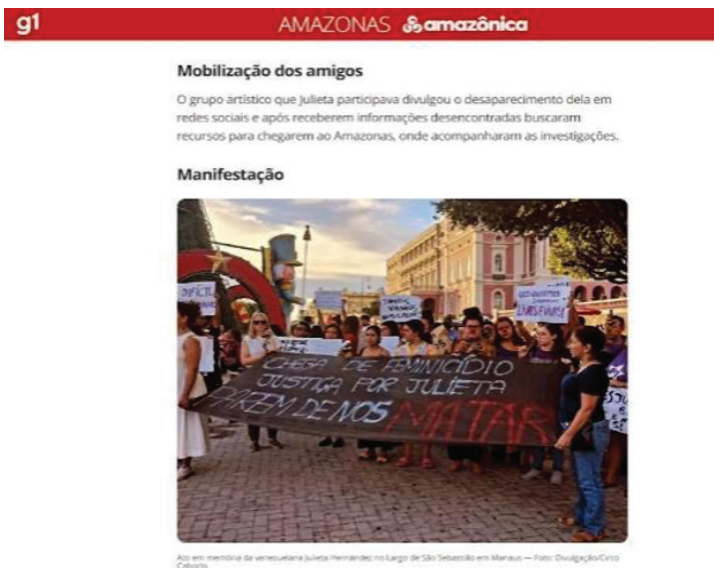 g1
AMAZONAS amazônica
Mobilização dos amigos
O grupo artístico que Julieta participava divulgou o desaparecimento dela em
redes sociais e após receberem informações desencontradas buscaram
recursos para chegarem ao Amazonas, onde acompanharam as investigações.
Manifestação
DIFÍCIL
CHEGA DE FEMINICÍDIO
JUSTIÇA POR JULIETA
PAREM DE NOS MATAR
Ato em memória da venezuelana Julieta Hernández no Largo de São Sebastião em Manaus — Foto: Divulgação/Circo
Caboclo